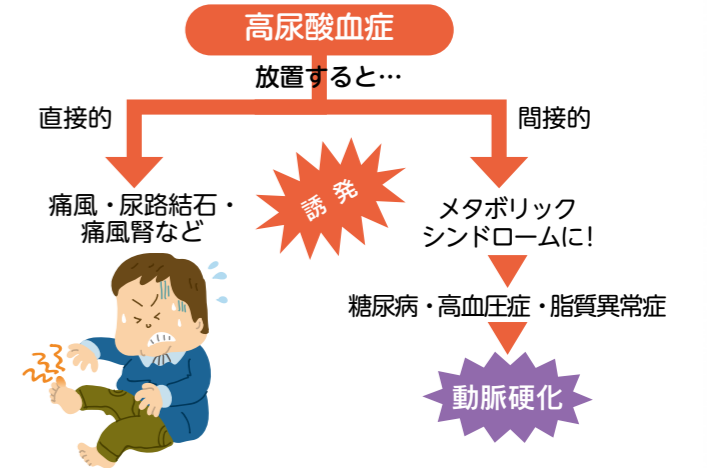 高尿酸血症
放置すると…
直接的
間接的
誘発
痛風・尿路結石・
痛風腎など
メタボリック
シンドロームに!
糖尿病・高血圧症・脂質異常症
動脈硬化